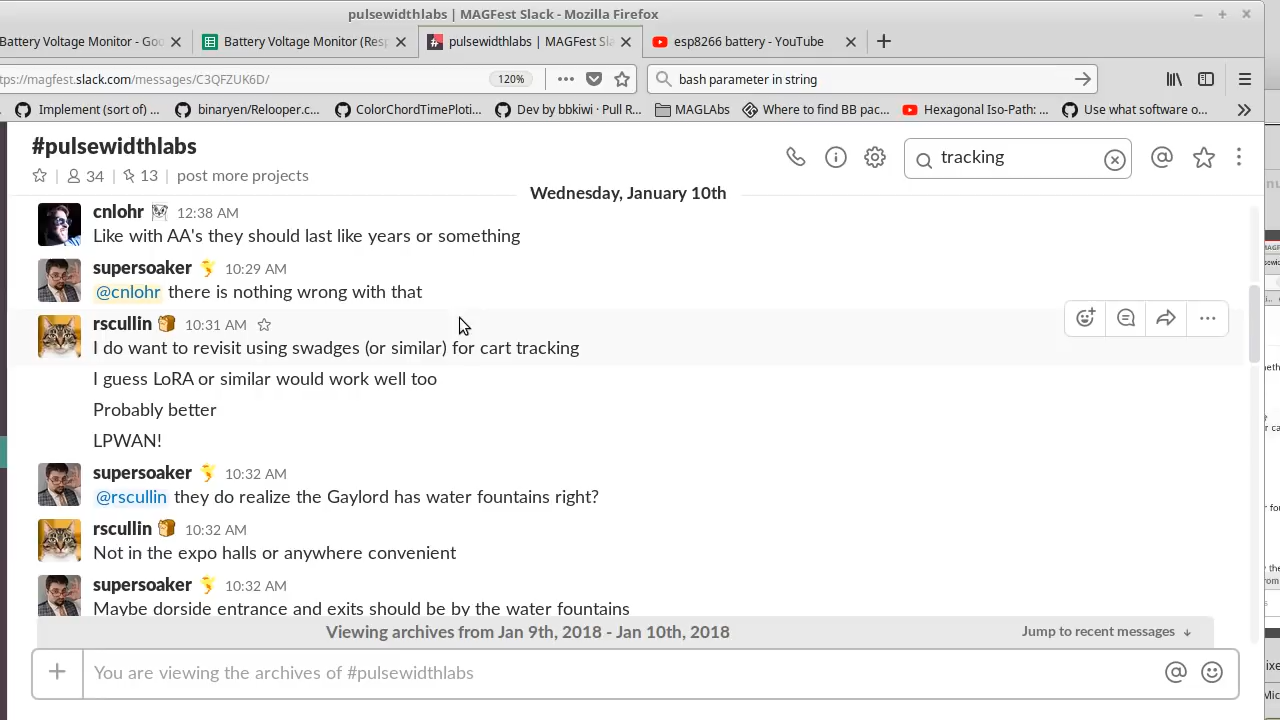 pulsewidthlabs | MAGFest Slack - Mozilla Firefox
Battery Voltage Monitor - Goo
Battery Voltage Monitor (Resp
pulsewidthlabs | MAGFest Sla
esp8266 battery - YouTube
tps://magfest.slack.com/messages/C3QFZUK6D/
120%
bash parameter in string
Implement (sort of) ...
binaryen/Relooper.c...
ColorChordTimePloti...
Dev by bbkiwi · Pull R...
MAGLAbs
Where to find BB pac...
Hexagonal Iso-Path: ...
Use what software o...
#pulsewidthlabs
34 | 13 | post more projects
tracking
Wednesday, January 10th
cnlohr 12:38 AM
Like with AA's they should last like years or something
supersoaker 10:29 AM
@cnlohr there is nothing wrong with that
rscullin 10:31 AM
I do want to revisit using swadges (or similar) for cart tracking
I guess LoRA or similar would work well too
Probably better
LPWAN!
supersoaker 10:32 AM
@rscullin they do realize the Gaylord has water fountains right?
rscullin 10:32 AM
Not in the expo halls or anywhere convenient
supersoaker 10:32 AM
Maybe dorside entrance and exits should be by the water fountains
Viewing archives from Jan 9th, 2018 - Jan 10th, 2018
Jump to recent messages ↓
You are viewing the archives of #pulsewidthlabs